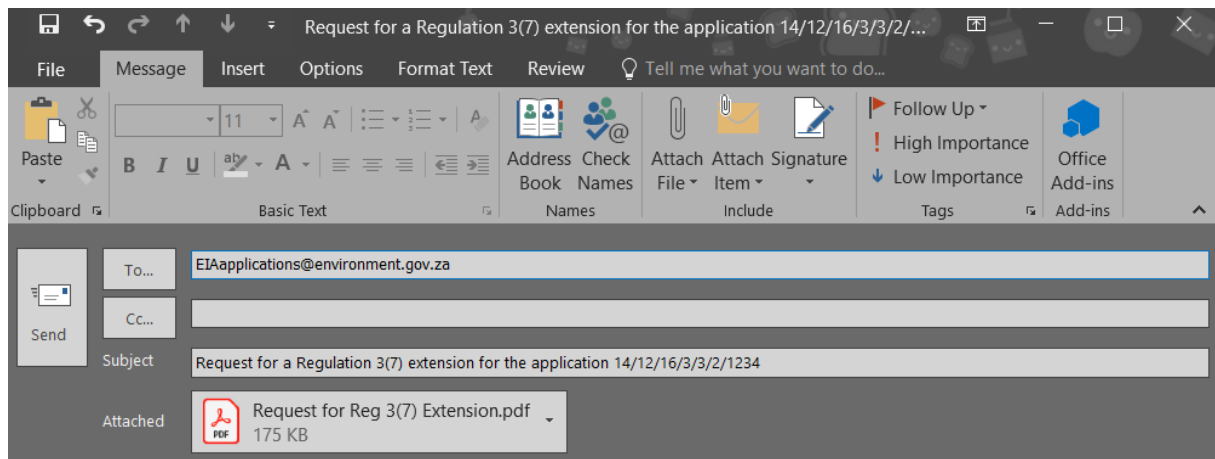 Request for a Regulation 3(7) extension for the application 14/12/16/3/3/2/...
File Message Insert Options Format Text Review Tell me what you want to do...
Paste
Clipboard
11
A A A
B I U aby A
Basic Text
Address Book
Check Names
Names
Attach File
Attach Item
Signature
Include
Follow Up
! High Importance
Low Importance
Tags
Office Add-ins
Add-ins
Send
To... EIAapplications@environment.gov.za
Cc...
Subject Request for a Regulation 3(7) extension for the application 14/12/16/3/3/2/1234
Attached Request for Reg 3(7) Extension.pdf
PDF 175 KB